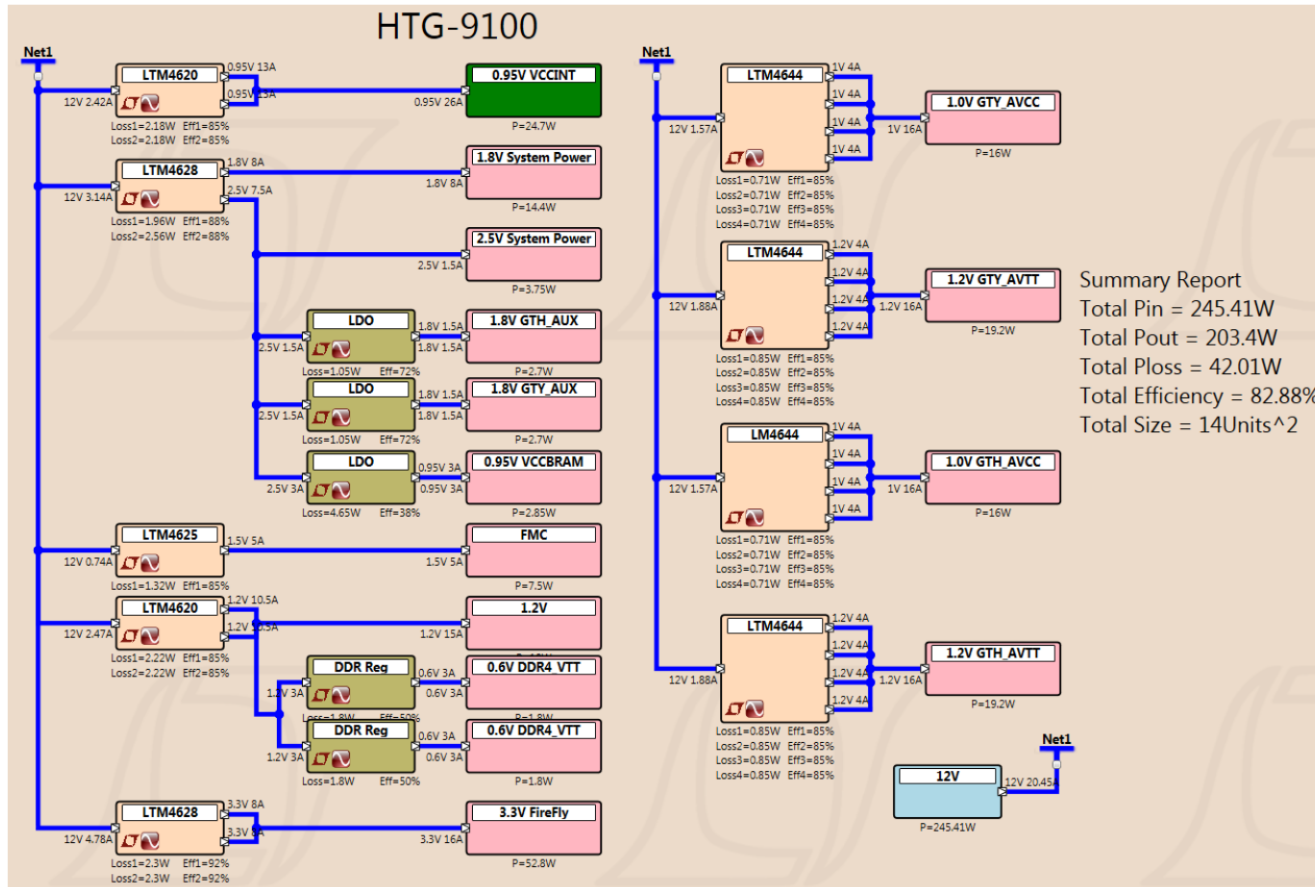 HTG-9100
Net1
LTM4620
0.95V 13A
0.95V 13A
12V 2.42A
Loss1=2.18W Eff1=85%
Loss2=2.18W Eff2=85%
0.95V 26A
0.95V VCCINT
P=24.7W
LTM4628
1.8V 8A
2.5V 7.5A
12V 3.14A
Loss1=1.96W Eff1=88%
Loss2=2.56W Eff2=88%
1.8V System Power
1.8V 8A
P=14.4W
2.5V System Power
2.5V 1.5A
P=3.75W
LDO
2.5V 1.5A
1.8V 1.5A
1.8V 1.5A
Loss=1.05W Eff=72%
1.8V GTH_AUX
P=2.7W
LDO
2.5V 1.5A
1.8V 1.5A
1.8V 1.5A
Loss=1.05W Eff=72%
1.8V GTY_AUX
P=2.7W
LDO
2.5V 3A
0.95V 3A
0.95V 3A
Loss=4.65W Eff=38%
0.95V VCCBRAM
P=2.85W
LTM4625
1.5V 5A
12V 0.74A
Loss1=1.32W Eff1=85%
FMC
1.5V 5A
P=7.5W
LTM4620
1.2V 10.5A
1.2V 10.5A
12V 2.47A
Loss1=2.22W Eff1=85%
Loss2=2.22W Eff2=85%
1.2V
1.2V 15A
DDR Reg
1.2V 3A
0.6V 3A
0.6V 3A
Loss=1.8W Eff=50%
0.6V DDR4_VTT
P=1.8W
DDR Reg
1.2V 3A
0.6V 3A
0.6V 3A
Loss=1.8W Eff=50%
0.6V DDR4_VTT
P=1.8W
LTM4628
3.3V 8A
3.3V 8A
12V 4.78A
Loss1=2.3W Eff1=92%
Loss2=2.3W Eff2=92%
3.3V FireFly
3.3V 16A
P=52.8W
Net1
LTM4644
1V 4A
1V 4A
1V 4A
1V 4A
12V 1.57A
Loss1=0.71W Eff1=85%
Loss2=0.71W Eff2=85%
Loss3=0.71W Eff3=85%
Loss4=0.71W Eff4=85%
1.0V GTY_AVCC
1V 16A
P=16W
LTM4644
1.2V 4A
1.2V 4A
1.2V 4A
1.2V 4A
12V 1.88A
Loss1=0.85W Eff1=85%
Loss2=0.85W Eff2=85%
Loss3=0.85W Eff3=85%
Loss4=0.85W Eff4=85%
1.2V GTY_AVTT
1.2V 16A
P=19.2W
LM4644
1V 4A
1V 4A
1V 4A
1V 4A
12V 1.57A
Loss1=0.71W Eff1=85%
Loss2=0.71W Eff2=85%
Loss3=0.71W Eff3=85%
Loss4=0.71W Eff4=85%
1.0V GTH_AVCC
1V 16A
P=16W
LTM4644
1.2V 4A
1.2V 4A
1.2V 4A
1.2V 4A
12V 1.88A
Loss1=0.85W Eff1=85%
Loss2=0.85W Eff2=85%
Loss3=0.85W Eff3=85%
Loss4=0.85W Eff4=85%
1.2V GTH_AVTT
1.2V 16A
P=19.2W
Net1
12V
12V 20.45A
P=245.41W
Summary Report
Total Pin = 245.41W
Total Pout = 203.4W
Total Ploss = 42.01W
Total Efficiency = 82.88%
Total Size = 14Units^2